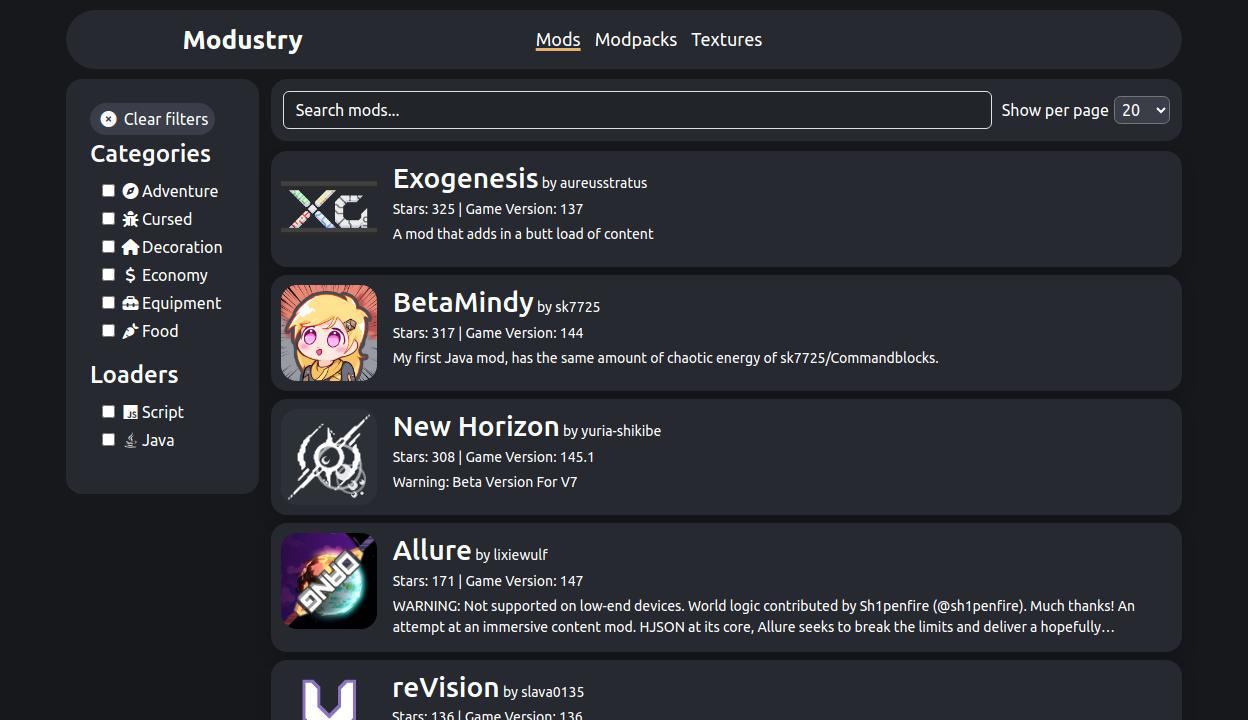 Modustry
Mods Modpacks Textures
Clear filters
Categories
Adventure
Cursed
Decoration
Economy
Equipment
Food
Loaders
JS Script
Java
Search mods...
Show per page 20
Exogenesis by aureusstratus
Stars: 325 | Game Version: 137
A mod that adds in a butt load of content
BetaMindy by sk7725
Stars: 317 | Game Version: 144
My first Java mod, has the same amount of chaotic energy of sk7725/Commandblocks.
New Horizon by yuria-shikibe
Stars: 308 | Game Version: 145.1
Warning: Beta Version For V7
Allure by lixiewulf
Stars: 171 | Game Version: 147
WARNING: Not supported on low-end devices. World logic contributed by Sh1penfire (@sh1penfire). Much thanks! An
attempt at an immersive content mod. HJSON at its core, Allure seeks to break the limits and deliver a hopefully...
reVision by slava0135
Stars: 136 | Game Version: 136